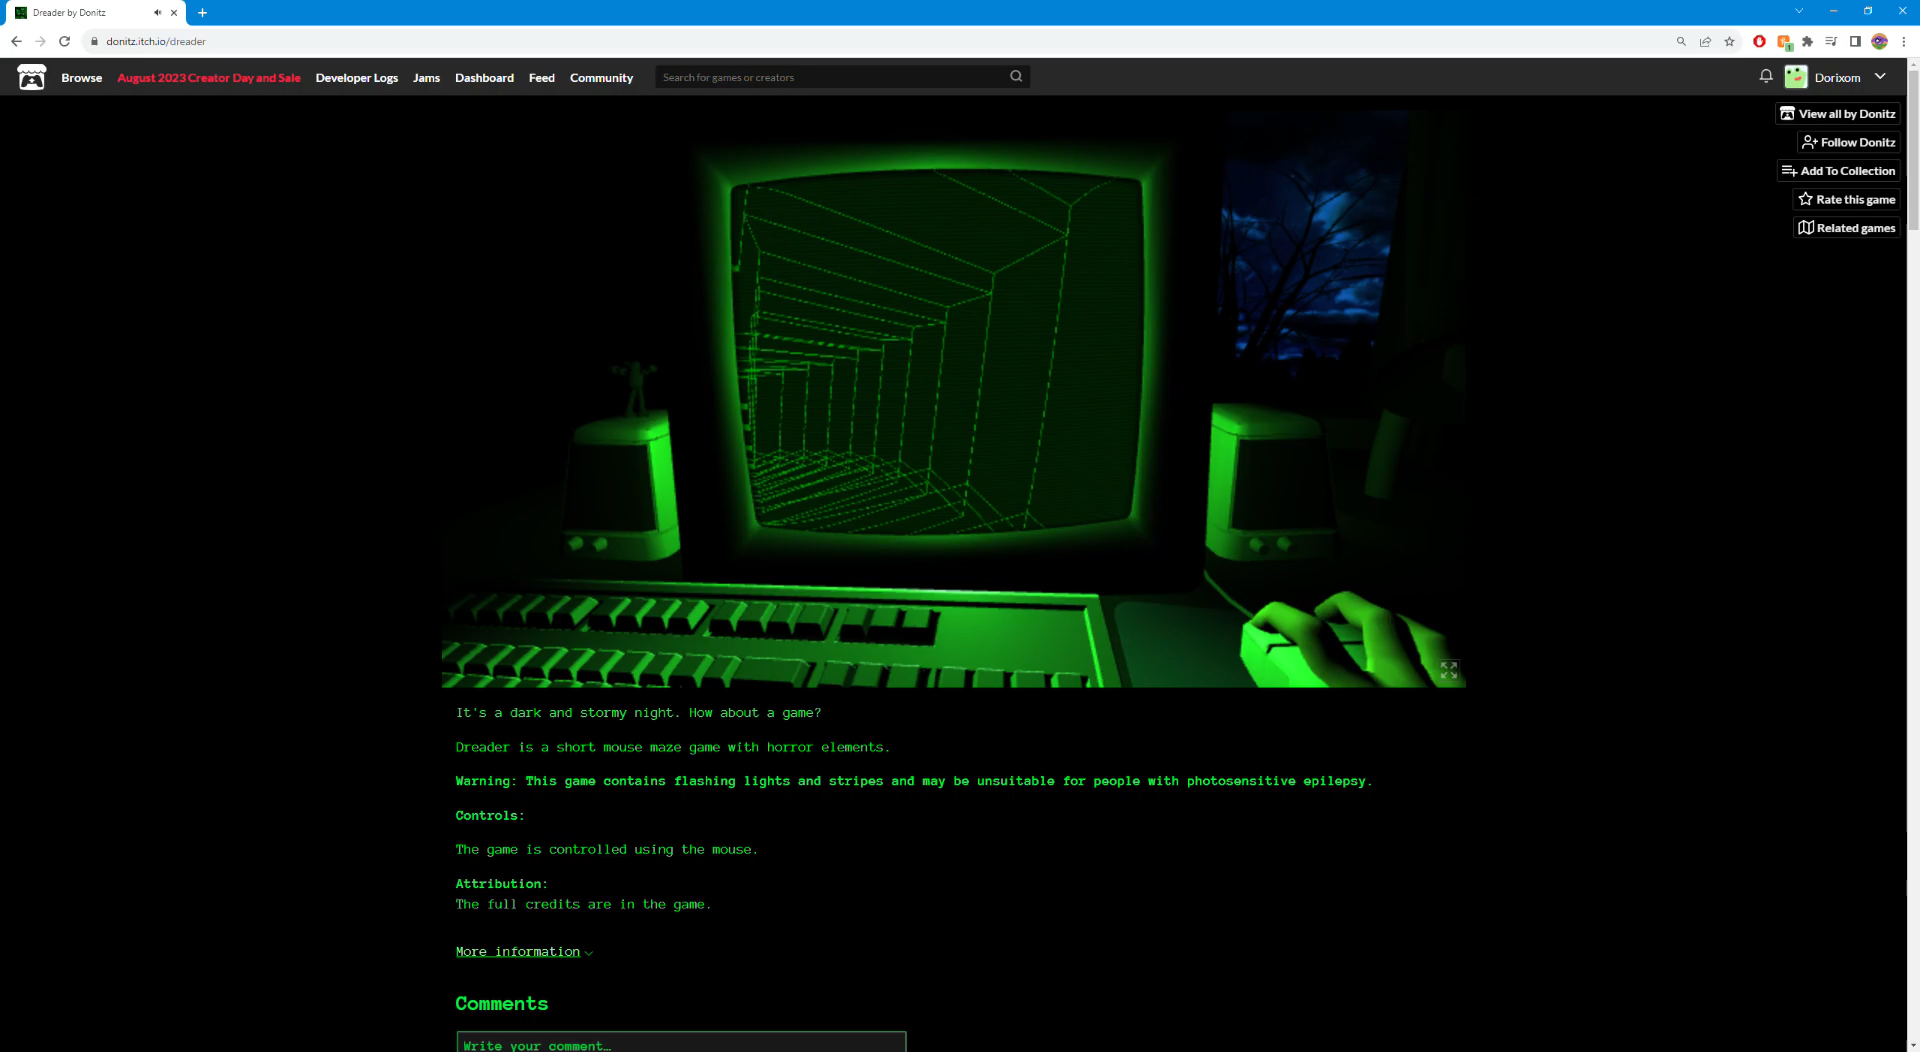 Dreader by Donitz
donitz.itch.io/dreader
1
Browse August 2023 Creator Day and Sale Developer Logs Jams Dashboard Feed Community Search for games or creators Dorixom
View all by Donitz
Follow Donitz
Add To Collection
Rate this game
Related games
It's a dark and stormy night. How about a game?
Dreader is a short mouse maze game with horror elements.
Warning: This game contains flashing lights and stripes and may be unsuitable for people with photosensitive epilepsy.
Controls:
The game is controlled using the mouse.
Attribution:
The full credits are in the game.
More information
Comments
Write your comment…